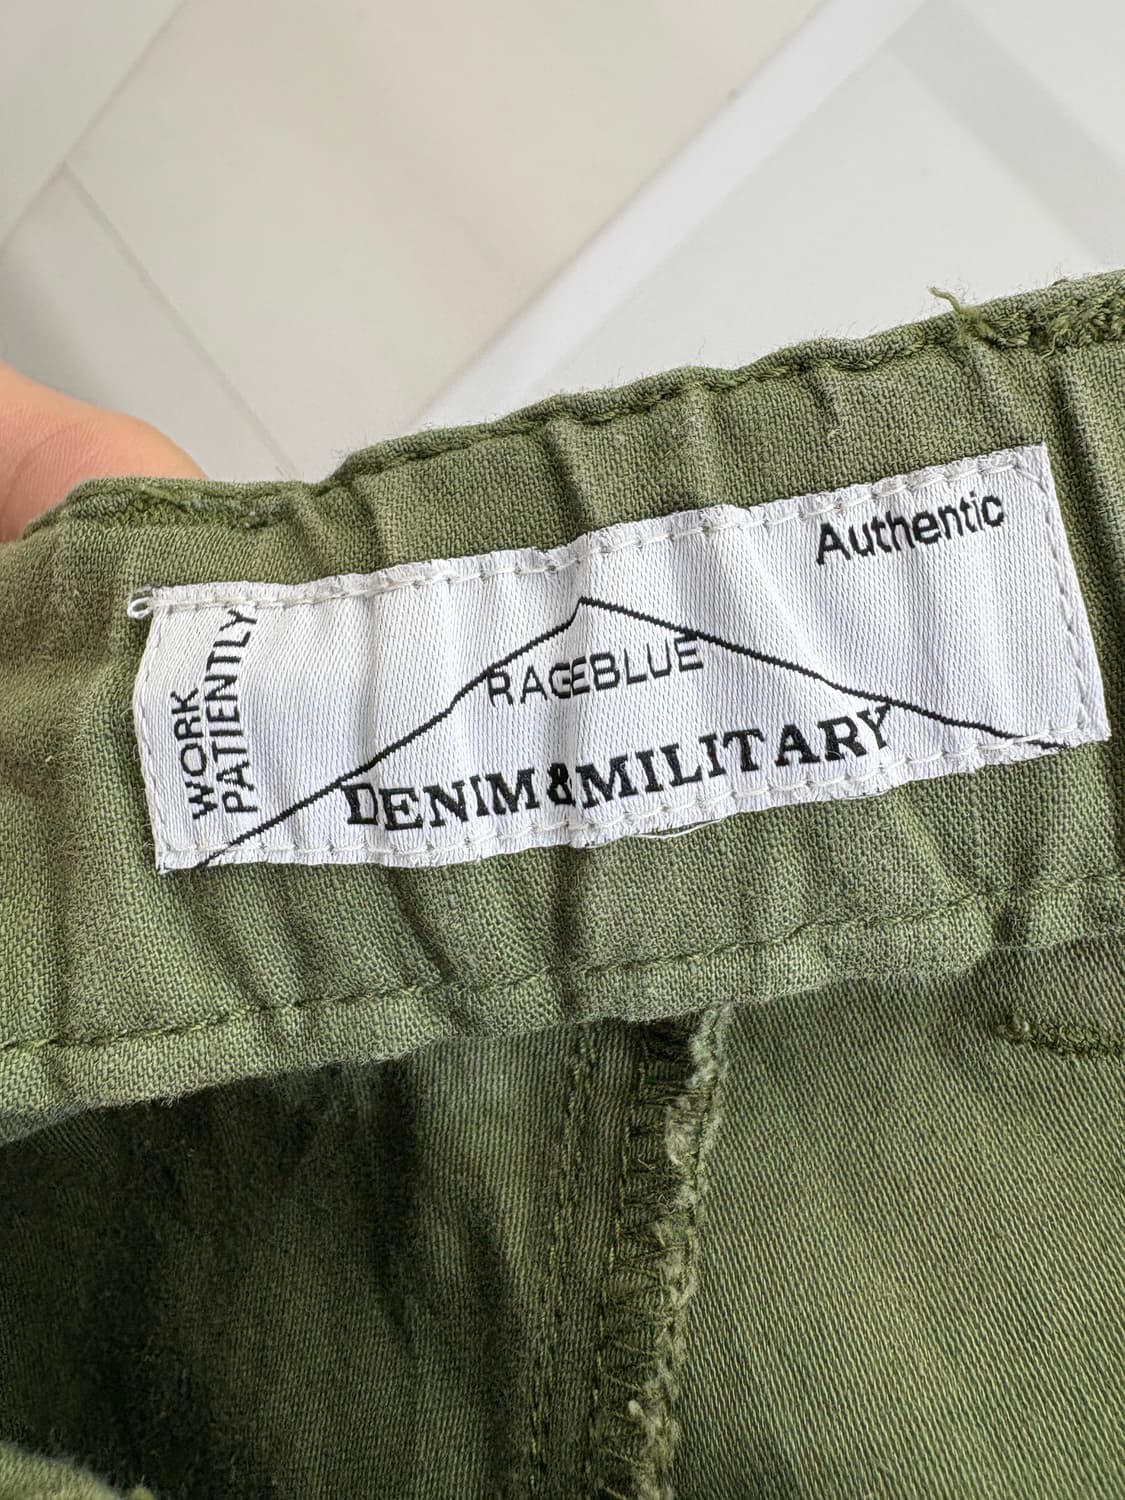 Authentic
WORK
PATIENTLY
RAGEBLUE
DENIM&MILITARY